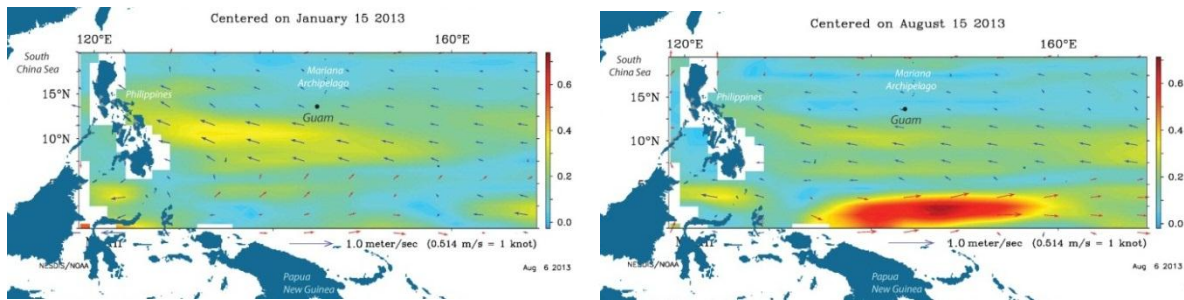 Centered on January 15 2013
120°E
160°E
South
China Sea
Philippines
Mariana
Archipelago
Guam
15°N
10°N
0.6
0.4
0.2
0.0
1.0 meter/sec (0.514 m/s = 1 knot)
NESDIS/NOAA
Aug 6 2013
Papua
New Guinea
Centered on August 15 2013
120°E
160°E
South
China Sea
Philippines
Mariana
Archipelago
Guam
15°N
10°N
0.6
0.4
0.2
0.0
1.0 meter/sec (0.514 m/s = 1 knot)
NESDIS/NOAA
Aug 6 2013
Papua
New Guinea